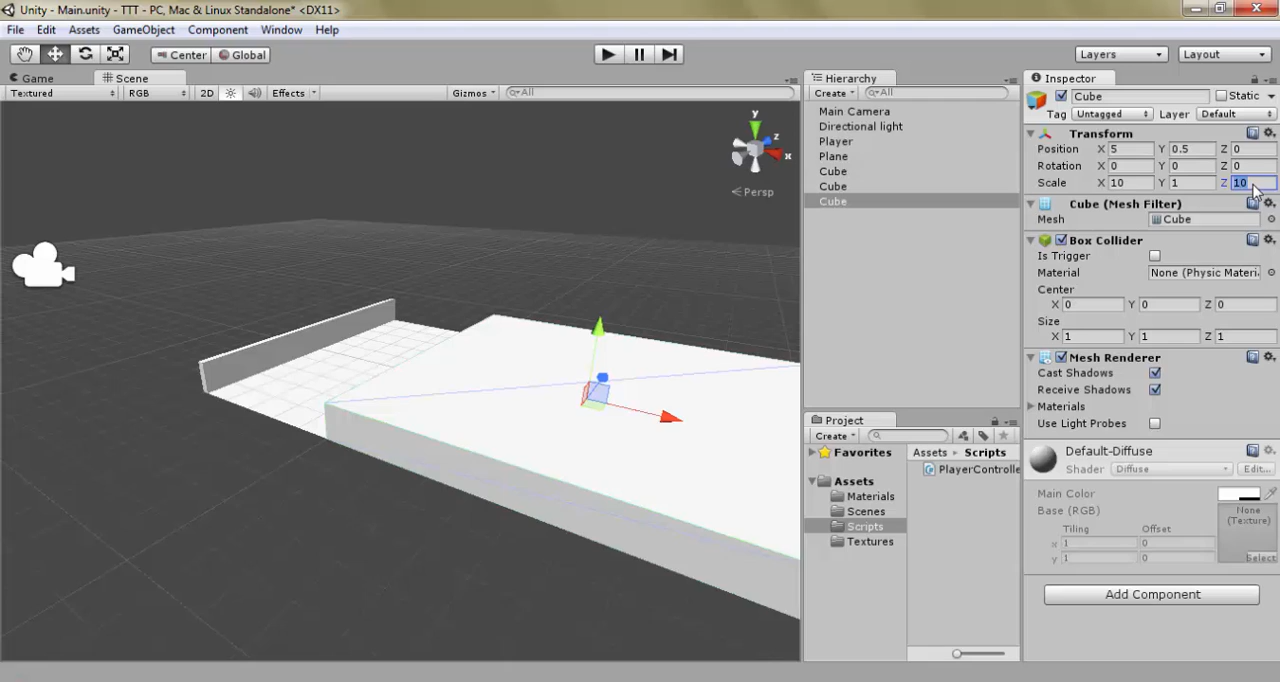 Unity - Main.unity - TTT - PC, Mac & Linux Standalone* <DX11>
File Edit Assets GameObject Component Window Help
Center Global Layers Layout
Game Scene
Textured RGB 2D Effects Gizmos All
y
z
x
Persp
Hierarchy
Create All
Main Camera
Directional light
Player
Plane
Cube
Cube
Cube
Project
Create
Favorites
Assets
Materials
Scenes
Scripts
Textures
Assets Scripts
PlayerControlle
Inspector
Cube Static
Tag Untagged Layer Default
Transform
Position X 5 Y 0.5 Z 0
Rotation X 0 Y 0 Z 0
Scale X 10 Y 1 Z 10
Cube (Mesh Filter)
Mesh Cube
Box Collider
Is Trigger
Material None (Physic Materi
Center
X 0 Y 0 Z 0
Size
X 1 Y 1 Z 1
Mesh Renderer
Cast Shadows
Receive Shadows
Materials
Use Light Probes
Default-Diffuse
Shader Diffuse Edit...
Main Color
Base (RGB)
None
(Texture)
Tiling Offset
x 1 0
y 1 0
Select
Add Component